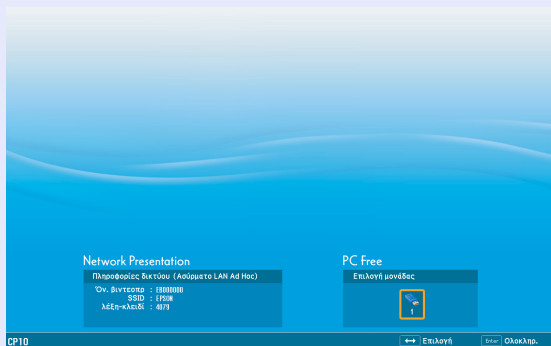 Network Presentation
Πληροφορίες δικτύου (Ασύρματο LAN Ad Hoc)
Όν. βιντεοπρ : EB000000
SSID : EPSON
λέξη-κλειδί : 4079
PC Free
Επιλογή μονάδας
1
CP10
Επιλογή
Enter Ολοκληρ.